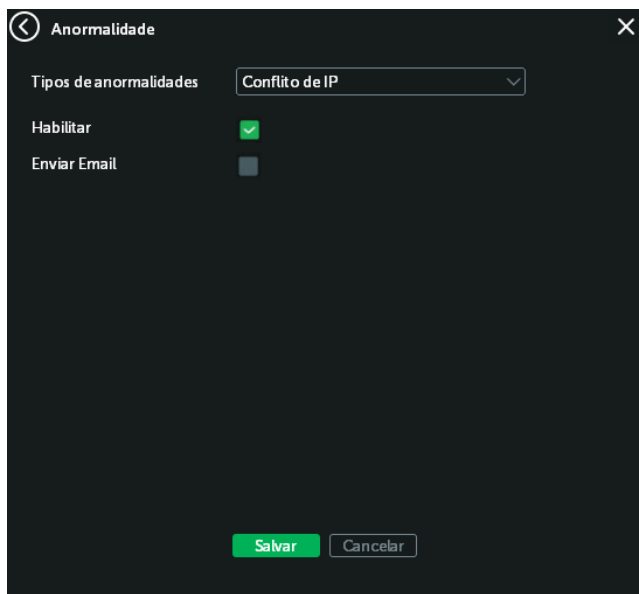 Anormalidade
Tipos de anormalidades Conflito de IP
Habilitar
Enviar Email
Salvar Cancelar